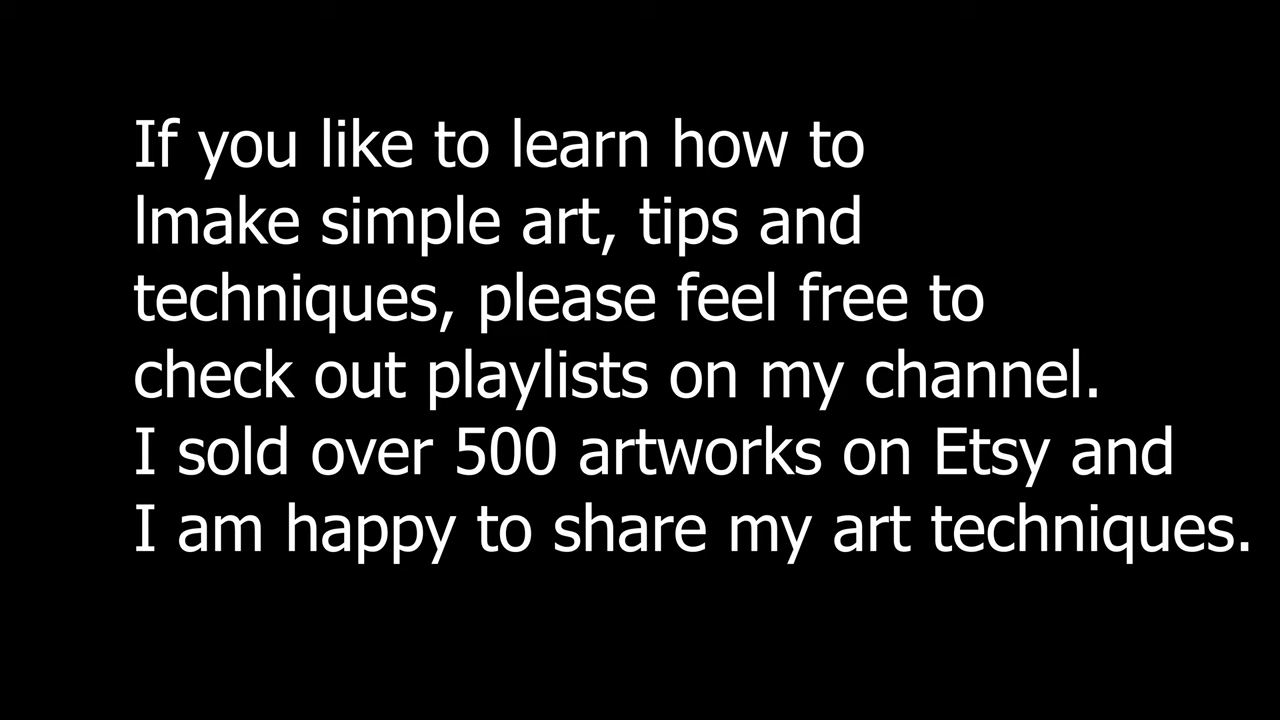 If you like to learn how to
lmake simple art, tips and
techniques, please feel free to
check out playlists on my channel.
I sold over 500 artworks on Etsy and
I am happy to share my art techniques.